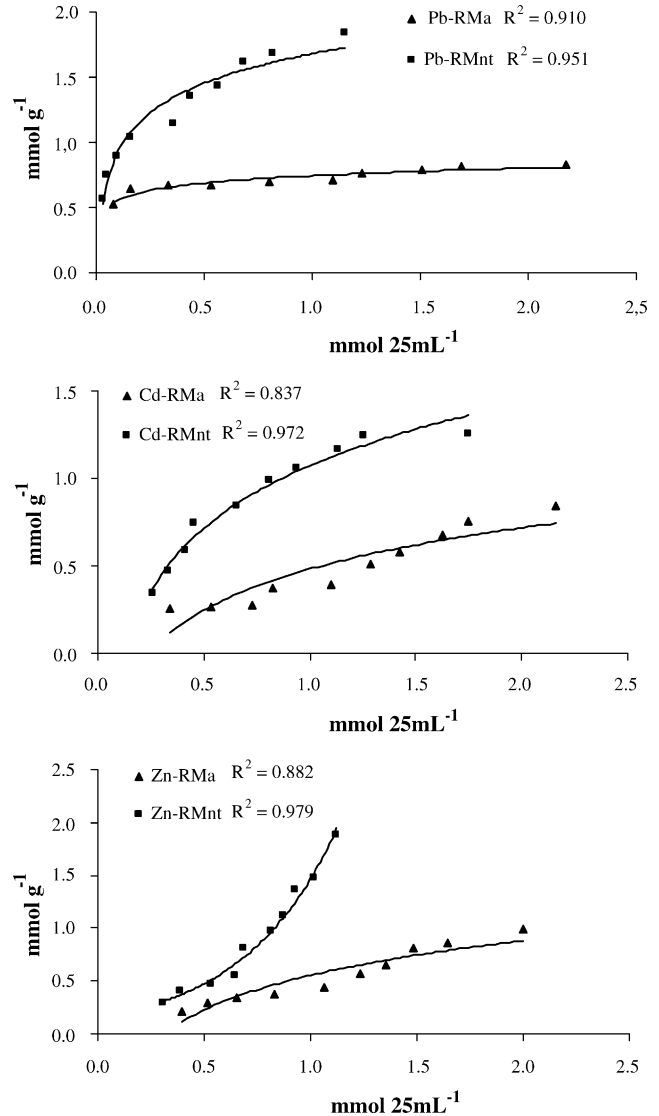 Pb-RMa R² = 0.910
Pb-RMnt R² = 0.951
mmol g⁻¹
2.0
1.5
1,0
0.5
0.0
0.0 0.5 1.0 1.5 2.0 2,5
mmol 25mL⁻¹
Cd-RMa R² = 0.837
Cd-RMnt R² = 0.972
mmol g⁻¹
1.5
1.0
0.5
0.0
0.0 0.5 1.0 1.5 2.0 2.5
mmol 25mL⁻¹
Zn-RMa R² = 0.882
Zn-RMnt R² = 0.979
mmol g⁻¹
2.5
2.0
1.5
1.0
0.5
0.0
0.0 0.5 1.0 1.5 2.0 2.5
mmol 25mL⁻¹